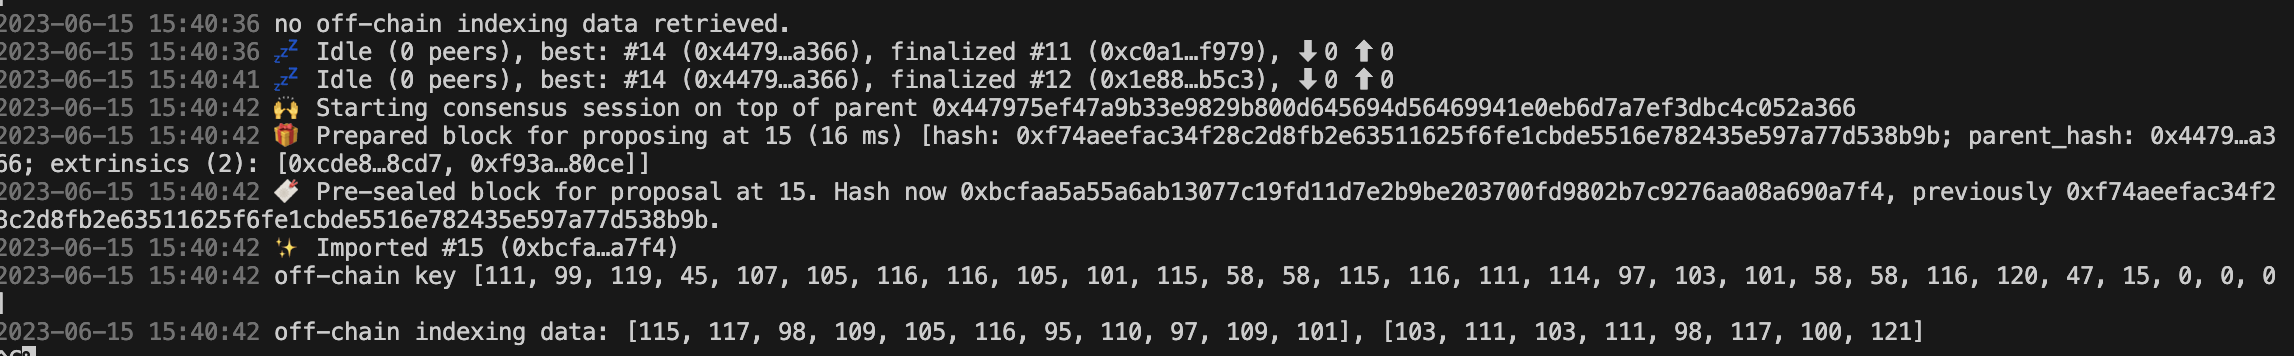 2023-06-15 15:40:36 no off-chain indexing data retrieved.
2023-06-15 15:40:36 💤 Idle (0 peers), best: #14 (0x4479…a366), finalized #11 (0xc0a1…f979), ⬇ 0 ⬆ 0
2023-06-15 15:40:41 💤 Idle (0 peers), best: #14 (0x4479…a366), finalized #12 (0x1e88…b5c3), ⬇ 0 ⬆ 0
2023-06-15 15:40:42 🙌 Starting consensus session on top of parent 0x447975ef47a9b33e9829b800d645694d56469941e0eb6d7a7ef3dbc4c052a366
2023-06-15 15:40:42 🎁 Prepared block for proposing at 15 (16 ms) [hash: 0xf74aeefac34f28c2d8fb2e63511625f6fe1cbde5516e782435e597a77d538b9b; parent_hash: 0x4479…a3
66; extrinsics (2): [0xcde8…8cd7, 0xf93a…80ce]]
2023-06-15 15:40:42 🔖 Pre-sealed block for proposal at 15. Hash now 0xbcfaa5a55a6ab13077c19fd11d7e2b9be203700fd9802b7c9276aa08a690a7f4, previously 0xf74aeefac34f2
8c2d8fb2e63511625f6fe1cbde5516e782435e597a77d538b9b.
2023-06-15 15:40:42 ✨ Imported #15 (0xbcfa…a7f4)
2023-06-15 15:40:42 off-chain key [111, 99, 119, 45, 107, 105, 116, 116, 105, 101, 115, 58, 58, 115, 116, 111, 114, 97, 103, 101, 58, 58, 116, 120, 47, 15, 0, 0, 0
]
2023-06-15 15:40:42 off-chain indexing data: [115, 117, 98, 109, 105, 116, 95, 110, 97, 109, 101], [103, 111, 103, 111, 98, 117, 100, 121]